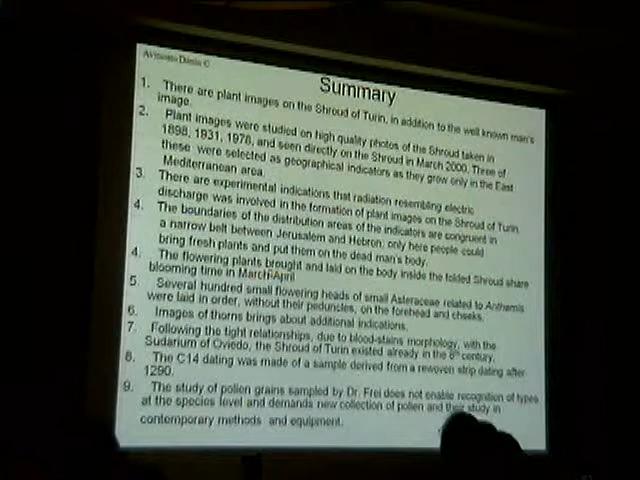 Avinoam Danin ©
Summary
1. There are plant images on the Shroud of Turin, in addition to the well known man's
image.
2. Plant images were studied on high quality photos of the Shroud taken in
1898, 1931, 1978, and seen directly on the Shroud in March 2000. Three of
these were selected as geographical indicators as they grow only in the East
Mediterranean area.
3. There are experimental indications that radiation resembling electric
discharge was involved in the formation of plant images on the Shroud of Turin.
4. The boundaries of the distribution areas of the indicators are congruent in
a narrow belt between Jerusalem and Hebron; only here people could
bring fresh plants and put them on the dead man's body.
4. The flowering plants brought and laid on the body inside the folded Shroud share
blooming time in March-April.
5. Several hundred small flowering heads of small Asteraceae related to Anthemis
were laid in order, without their peduncles, on the forehead and cheeks.
6. Images of thorns brings about additional indications.
7. Following the tight relationships, due to blood-stains morphology, with the
Sudarium of Oviedo, the Shroud of Turin existed already in the 8th century.
8. The C14 dating was made of a sample derived from a rewoven strip dating after
1290.
9. The study of pollen grains sampled by Dr. Frei does not enable recognition of types
at the species level and demands new collection of pollen and their study in
contemporary methods and equipment.